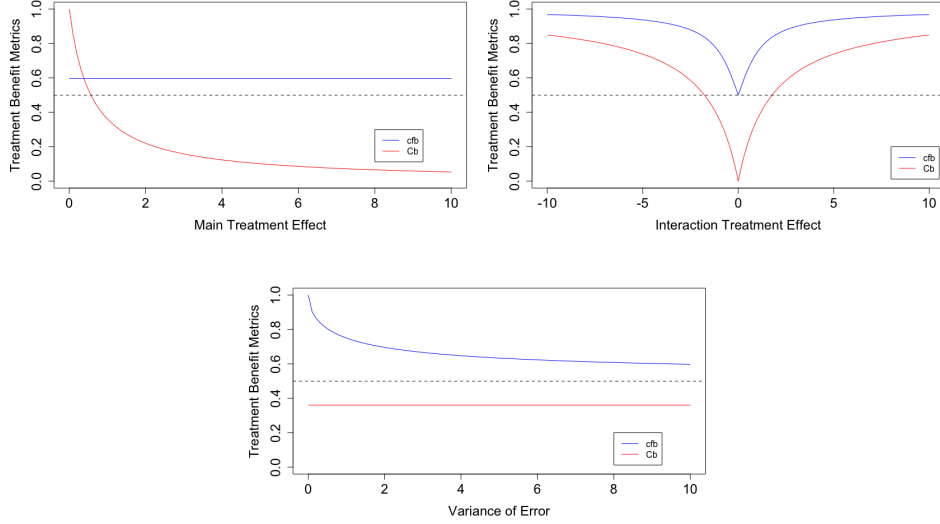 Treatment Benefit Metrics
1.0
0.8
0.6
0.4
0.2
0.0
cfb
Cb
0 2 4 6 8 10
Main Treatment Effect
Treatment Benefit Metrics
1.0
0.8
0.6
0.4
0.2
0.0
cfb
Cb
-10 -5 0 5 10
Interaction Treatment Effect
Treatment Benefit Metrics
1.0
0.8
0.6
0.4
0.2
0.0
cfb
Cb
0 2 4 6 8 10
Variance of Error